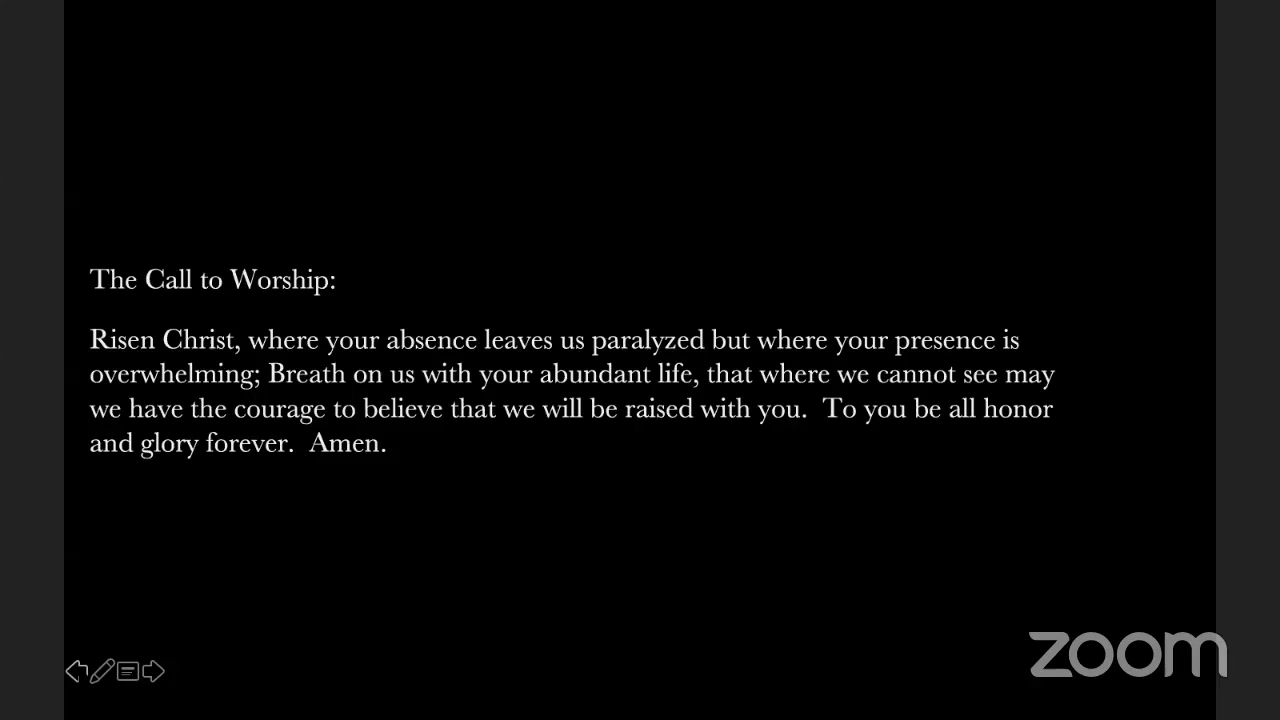 The Call to Worship:
Risen Christ, where your absence leaves us paralyzed but where your presence is
overwhelming; Breath on us with your abundant life, that where we cannot see may
we have the courage to believe that we will be raised with you.  To you be all honor
and glory forever.  Amen.
zoom